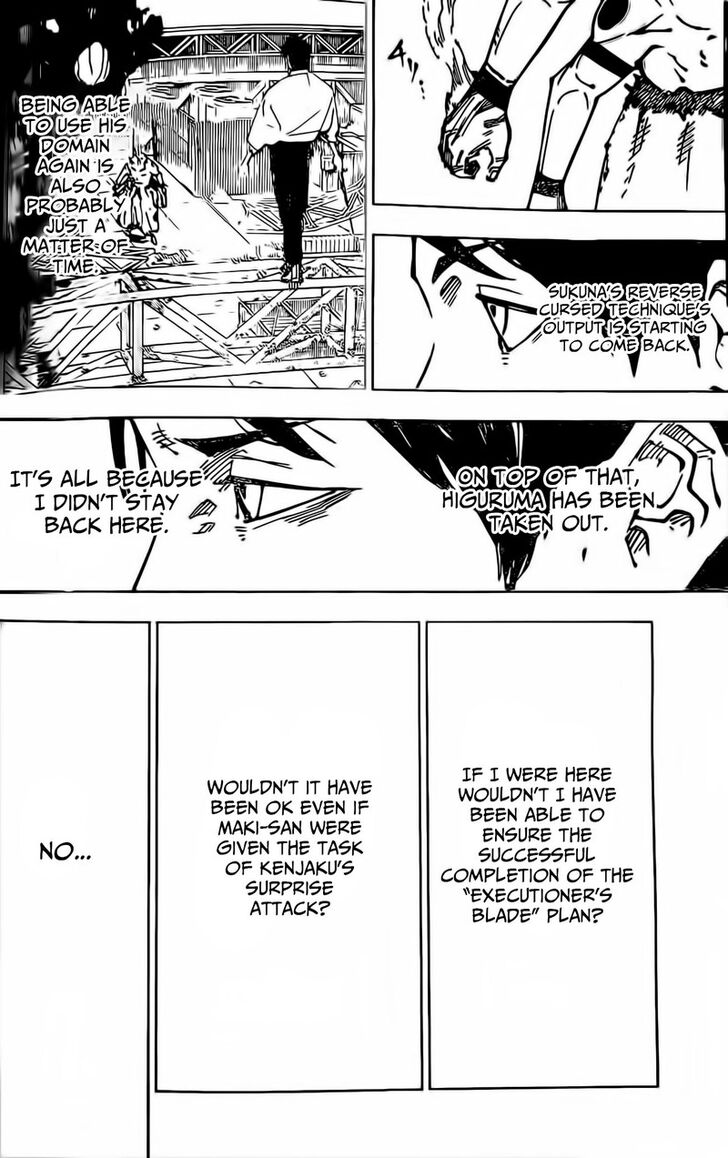 SUKUNA'S REVERSE
CURSED TECHNIQUE'S
OUTPUT IS STARTING
TO COME BACK.
BEING ABLE
TO USE HIS
DOMAIN
AGAIN IS
ALSO
PROBABLY
JUST A
MATTER OF
TIME.
ON TOP OF THAT,
HIGURUMA HAS BEEN
TAKEN OUT.
IT'S ALL BECAUSE
I DIDN'T STAY
BACK HERE.
IF I WERE HERE
WOULDN'T I HAVE
BEEN ABLE TO
ENSURE THE
SUCCESSFUL
COMPLETION OF THE
"EXECUTIONER'S
BLADE" PLAN?
WOULDN'T IT HAVE
BEEN OK EVEN IF
MAKI-SAN WERE
GIVEN THE TASK
OF KENJAKU'S
SURPRISE
ATTACK?
NO...